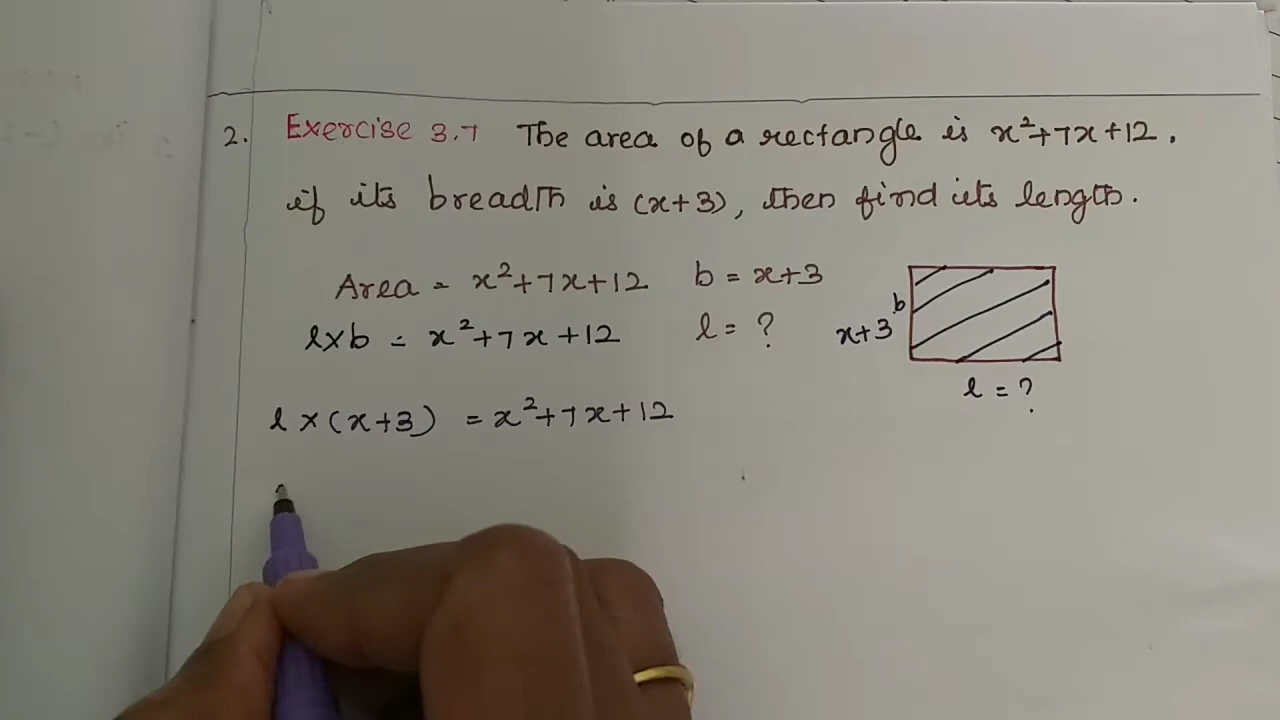 2. Exercise 3.7 The area of a rectangle is x²+7x+12.
if its breadth is (x+3), then find its length.
Area = x²+7x+12 b = x+3
l×b = x²+7x+12 l = ?
b
x+3
l = ?
l×(x+3) = x²+7x+12